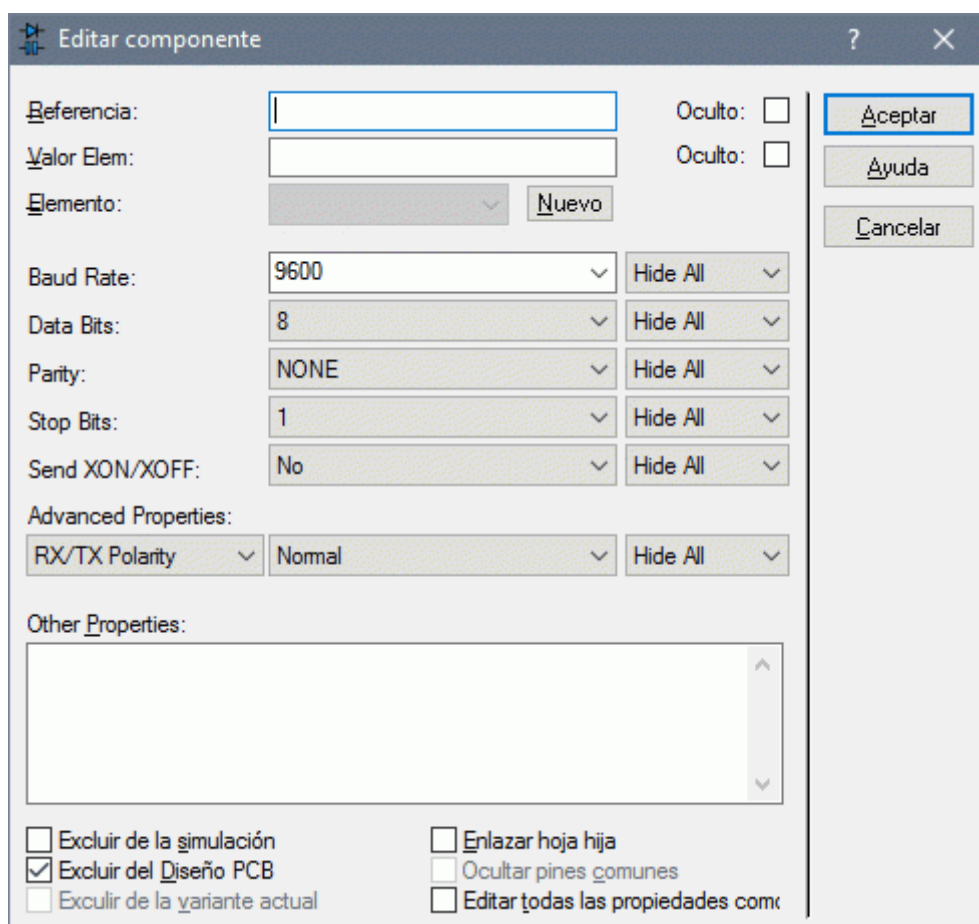 Editar componente ?
Referencia: Oculto: Aceptar
Valor Elem: Oculto: Ayuda
Elemento: Nuevo Cancelar
Baud Rate: 9600 Hide All
Data Bits: 8 Hide All
Parity: NONE Hide All
Stop Bits: 1 Hide All
Send XON/XOFF: No Hide All
Advanced Properties:
RX/TX Polarity Normal Hide All
Other Properties:
Excluir de la simulación Enlazar hoja hija
Excluir del Diseño PCB Ocultar pines comunes
Exculir de la variante actual Editar todas las propiedades como